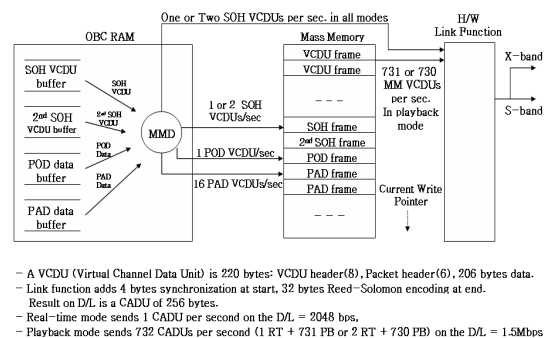 One or Two SOH VCDUs per sec. in all modes
H/W
Link Function
OBC RAM
Mass Memory
X-band
S-band
SOH VCDU
buffer
2nd SOH
VCDU buffer
POD data
buffer
PAD data
buffer
SOH
VCDU
2nd SOH
VCDU
POD
Data
PAD
Data
MMD
1 or 2 SOH
VCDUs/sec
1 POD VCDU/sec
16 PAD VCDUs/sec
VCDU frame
VCDU frame
- - -
SOH frame
2nd SOH frame
POD frame
PAD frame
PAD frame
- - -
731 or 730
MM VCDUs
per sec.
In playback
mode
Current Write
Pointer
- A VCDU (Virtual Channel Data Unit) is 220 bytes: VCDU header(8), Packet header(6), 206 bytes data.
- Link function adds 4 bytes synchronization at start, 32 bytes Reed-Solomon encoding at end.
Result on D/L is a CADU of 256 bytes.
- Real-time mode sends 1 CADU per second on the D/L = 2048 bps,
- Playback mode sends 732 CADUs per second (1 RT + 731 PB or 2 RT + 730 PB) on the D/L = 1.5Mbps